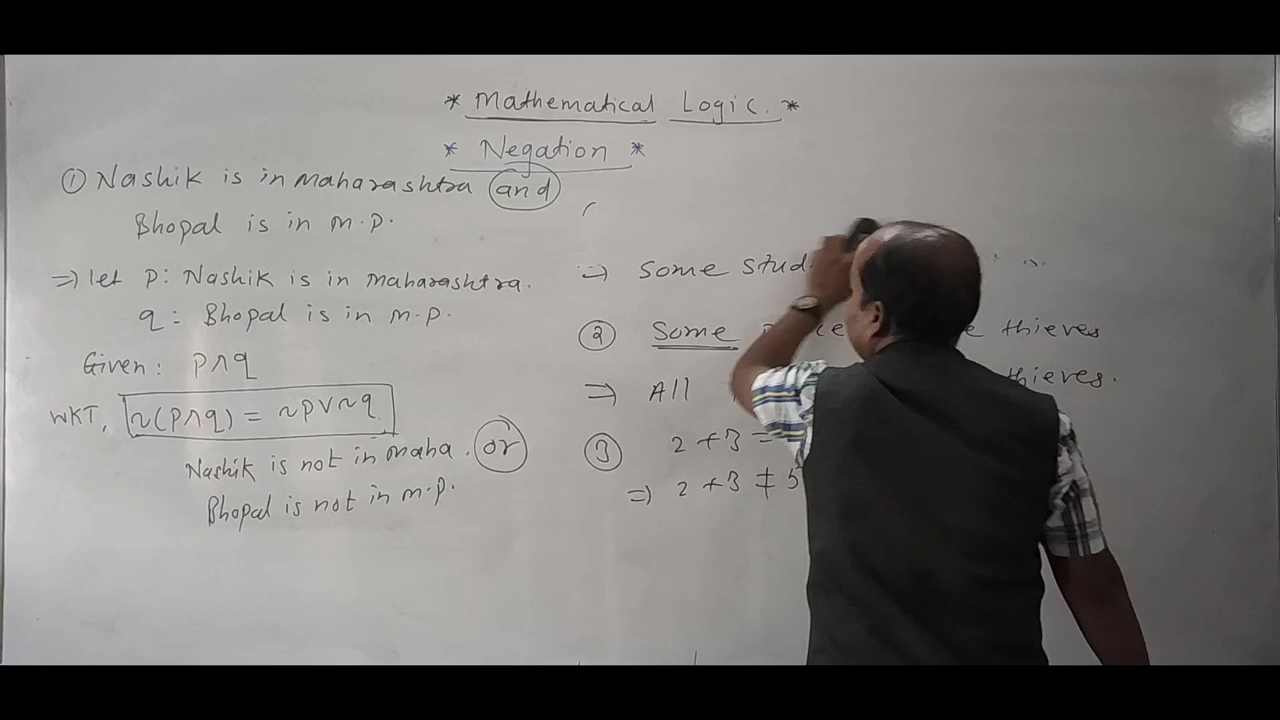 * Mathematical Logic. *
* Negation *
① Nashik is in maharashtra and
Bhopal is in m.p.
⇒ let p: Nashik is in maharashtra.
q: Bhopal is in m.p.
Given: p∧q
WKT, ~(p∧q) = ~p∨~q
Nashik is not in maha. or
Bhopal is not in m.p.
→ some
② Some thieves
⇒ All thieves.
③ 2 + 3 =
⇒ 2 + 3 ≠ 5